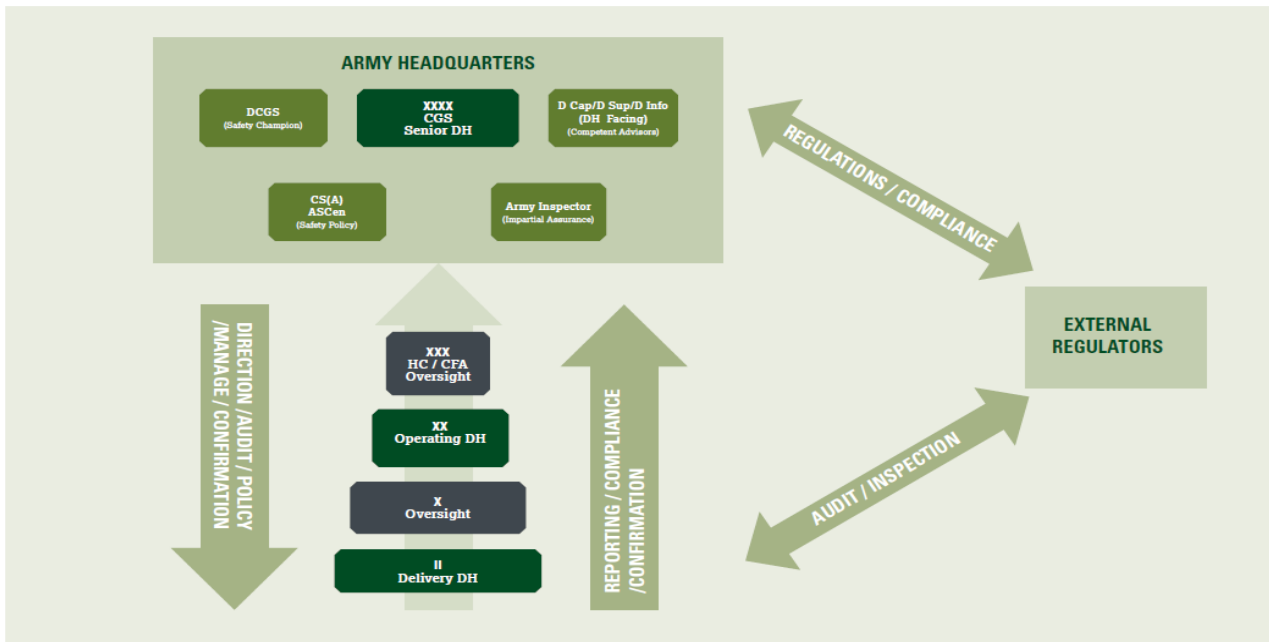 ARMY HEADQUARTERS
DCGS
(Safety Champion)
XXXX
CGS
Senior DH
D Cap/D Sup/D Info
(DH Facing)
(Competent Advisors)
CS(A)
ASCen
(Safety Policy)
Army Inspector
(Impartial Assurance)
REGULATIONS / COMPLIANCE
EXTERNAL
REGULATORS
DIRECTION /AUDIT / POLICY
/MANAGE / CONFIRMATION
XXX
HC / CFA
Oversight
XX
Operating DH
X
Oversight
II
Delivery DH
REPORTING / COMPLIANCE
/CONFIRMATION
AUDIT / INSPECTION